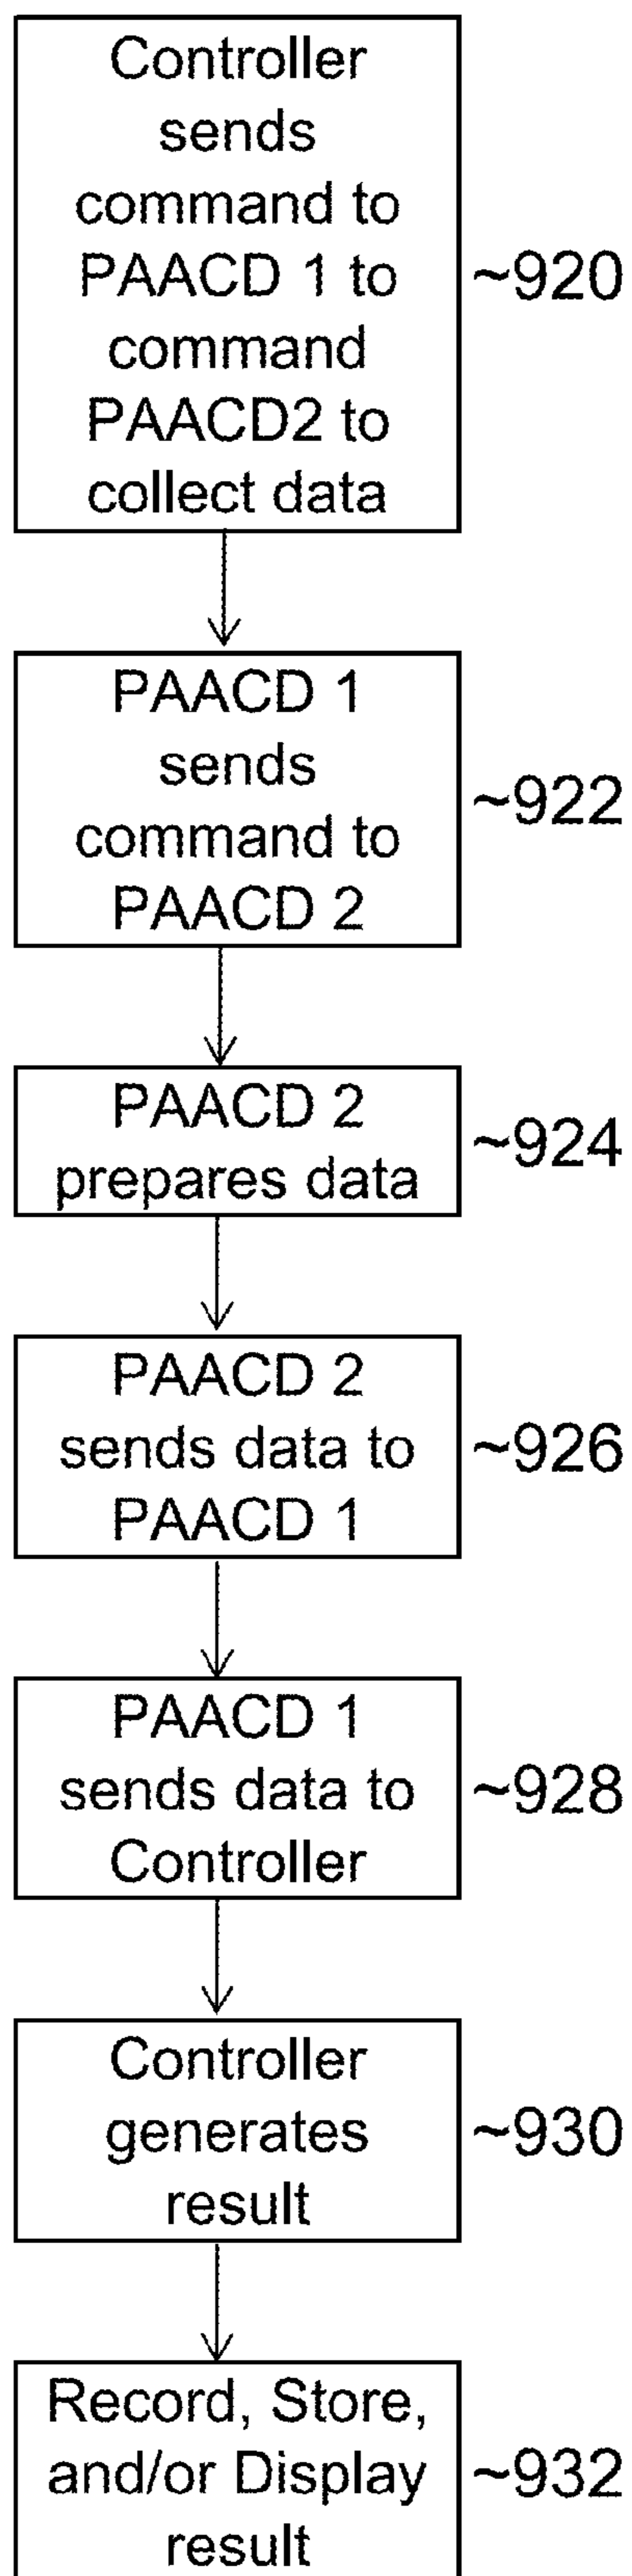 Controller
sends
command to
PAACD 1 to
command
PAACD2 to
collect data
~920
PAACD 1
sends
command to
PAACD 2
~922
PAACD 2
prepares data
~924
PAACD 2
sends data to
PAACD 1
~926
PAACD 1
sends data to
Controller
~928
Controller
generates
result
~930
Record, Store,
and/or Display
result
~932